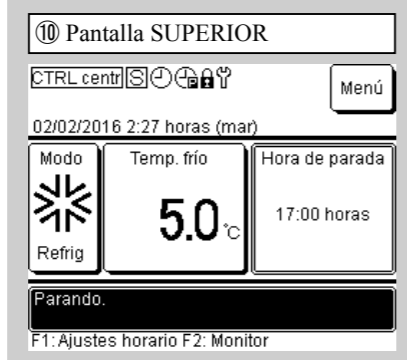 ⑩ Pantalla SUPERIOR
CTRL centr S
Menú
02/02/2016 2:27 horas (mar)
Modo
Temp. frío
Hora de parada
5.0 °C
17:00 horas
Refrig
Parando.
F1: Ajustes horario F2: Monitor